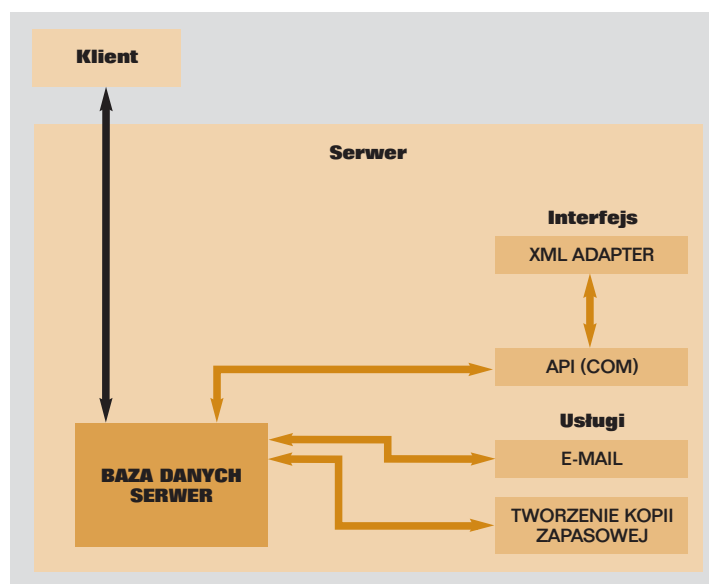 Klient
Serwer
Interfejs
XML ADAPTER
API (COM)
Usługi
E-MAIL
BAZA DANYCH
SERWER
TWORZENIE KOPII
ZAPASOWEJ